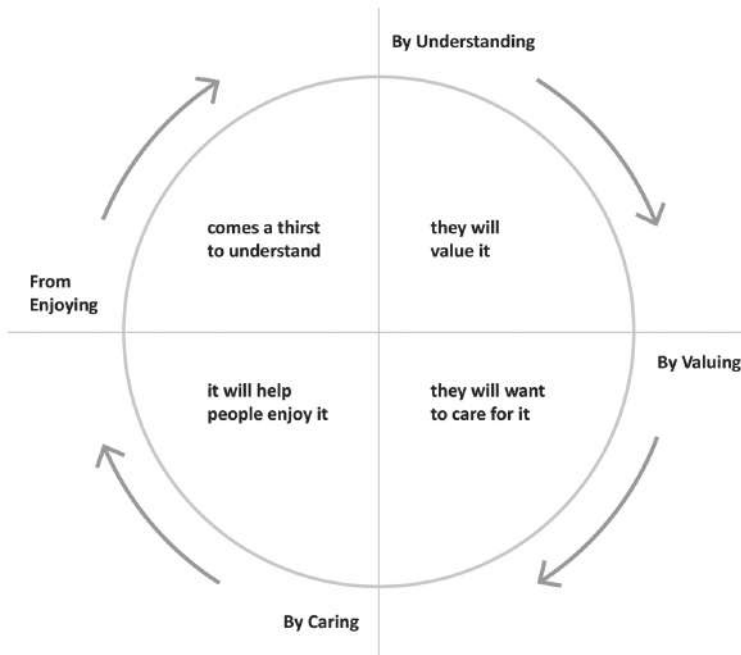 By Understanding
they will
value it
By Valuing
they will want
to care for it
By Caring
it will help
people enjoy it
From
Enjoying
comes a thirst
to understand